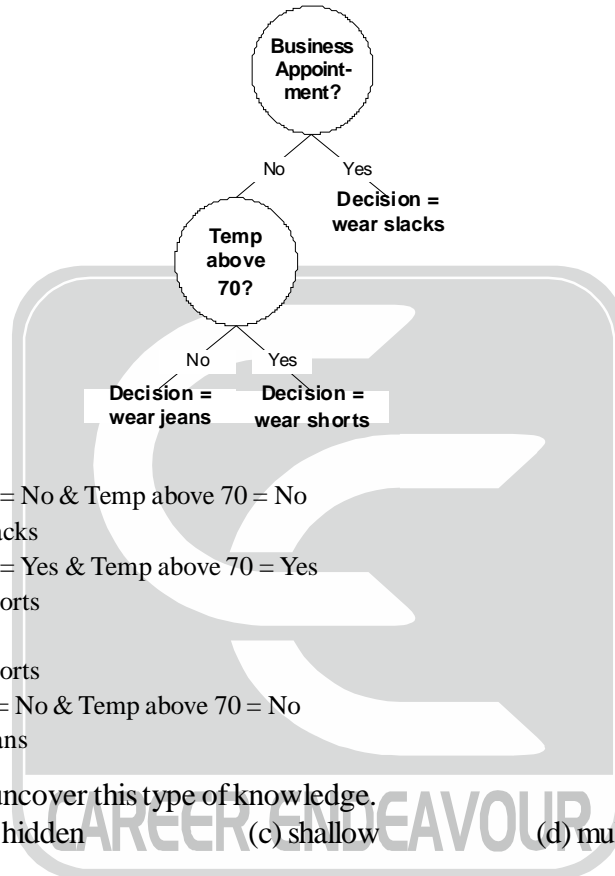 Business
Appoint-
ment?
No Yes
Decision =
wear slacks
Temp
above
70?
No Yes
Decision = Decision =
wear jeans wear shorts
= No & Temp above 70 = No
acks
= Yes & Temp above 70 = Yes
orts
orts
= No & Temp above 70 = No
ans
uncover this type of knowledge.
hidden (c) shallow (d) mu
CAREER ENDEAVOUR